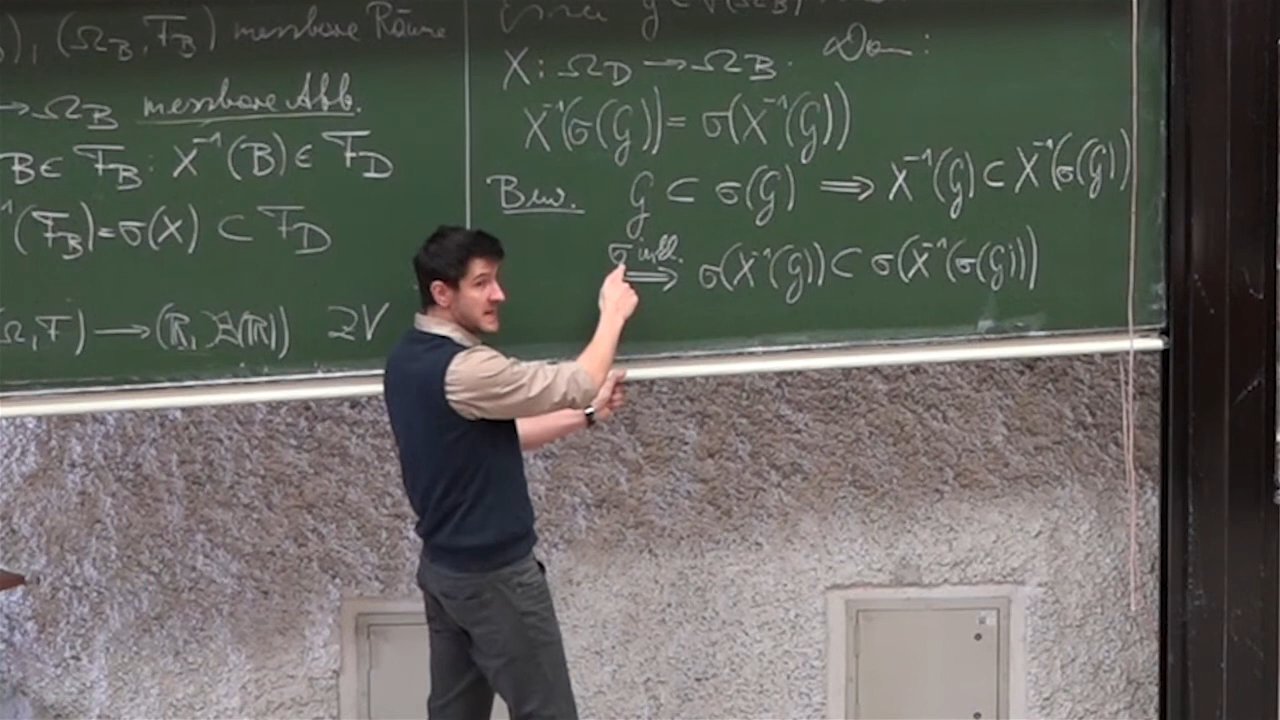 ), (Ω_B, F_B) messbare Räume
→ Ω_B messbare Abb.
B ∈ F_B : X⁻¹(B) ∈ F_D
⁻¹(F_B) = σ(X) ⊂ F_D
Ω, F) → (ℝ, B(ℝ)) ZV
X : Ω_D → Ω_B. Dann :
X⁻¹(σ(G)) = σ(X⁻¹(G))
Bew. G ⊂ σ(G) ⟹ X⁻¹(G) ⊂ X⁻¹(σ(G))
σ
⟹ σ(X⁻¹(G)) ⊂ σ(X⁻¹(σ(G)))